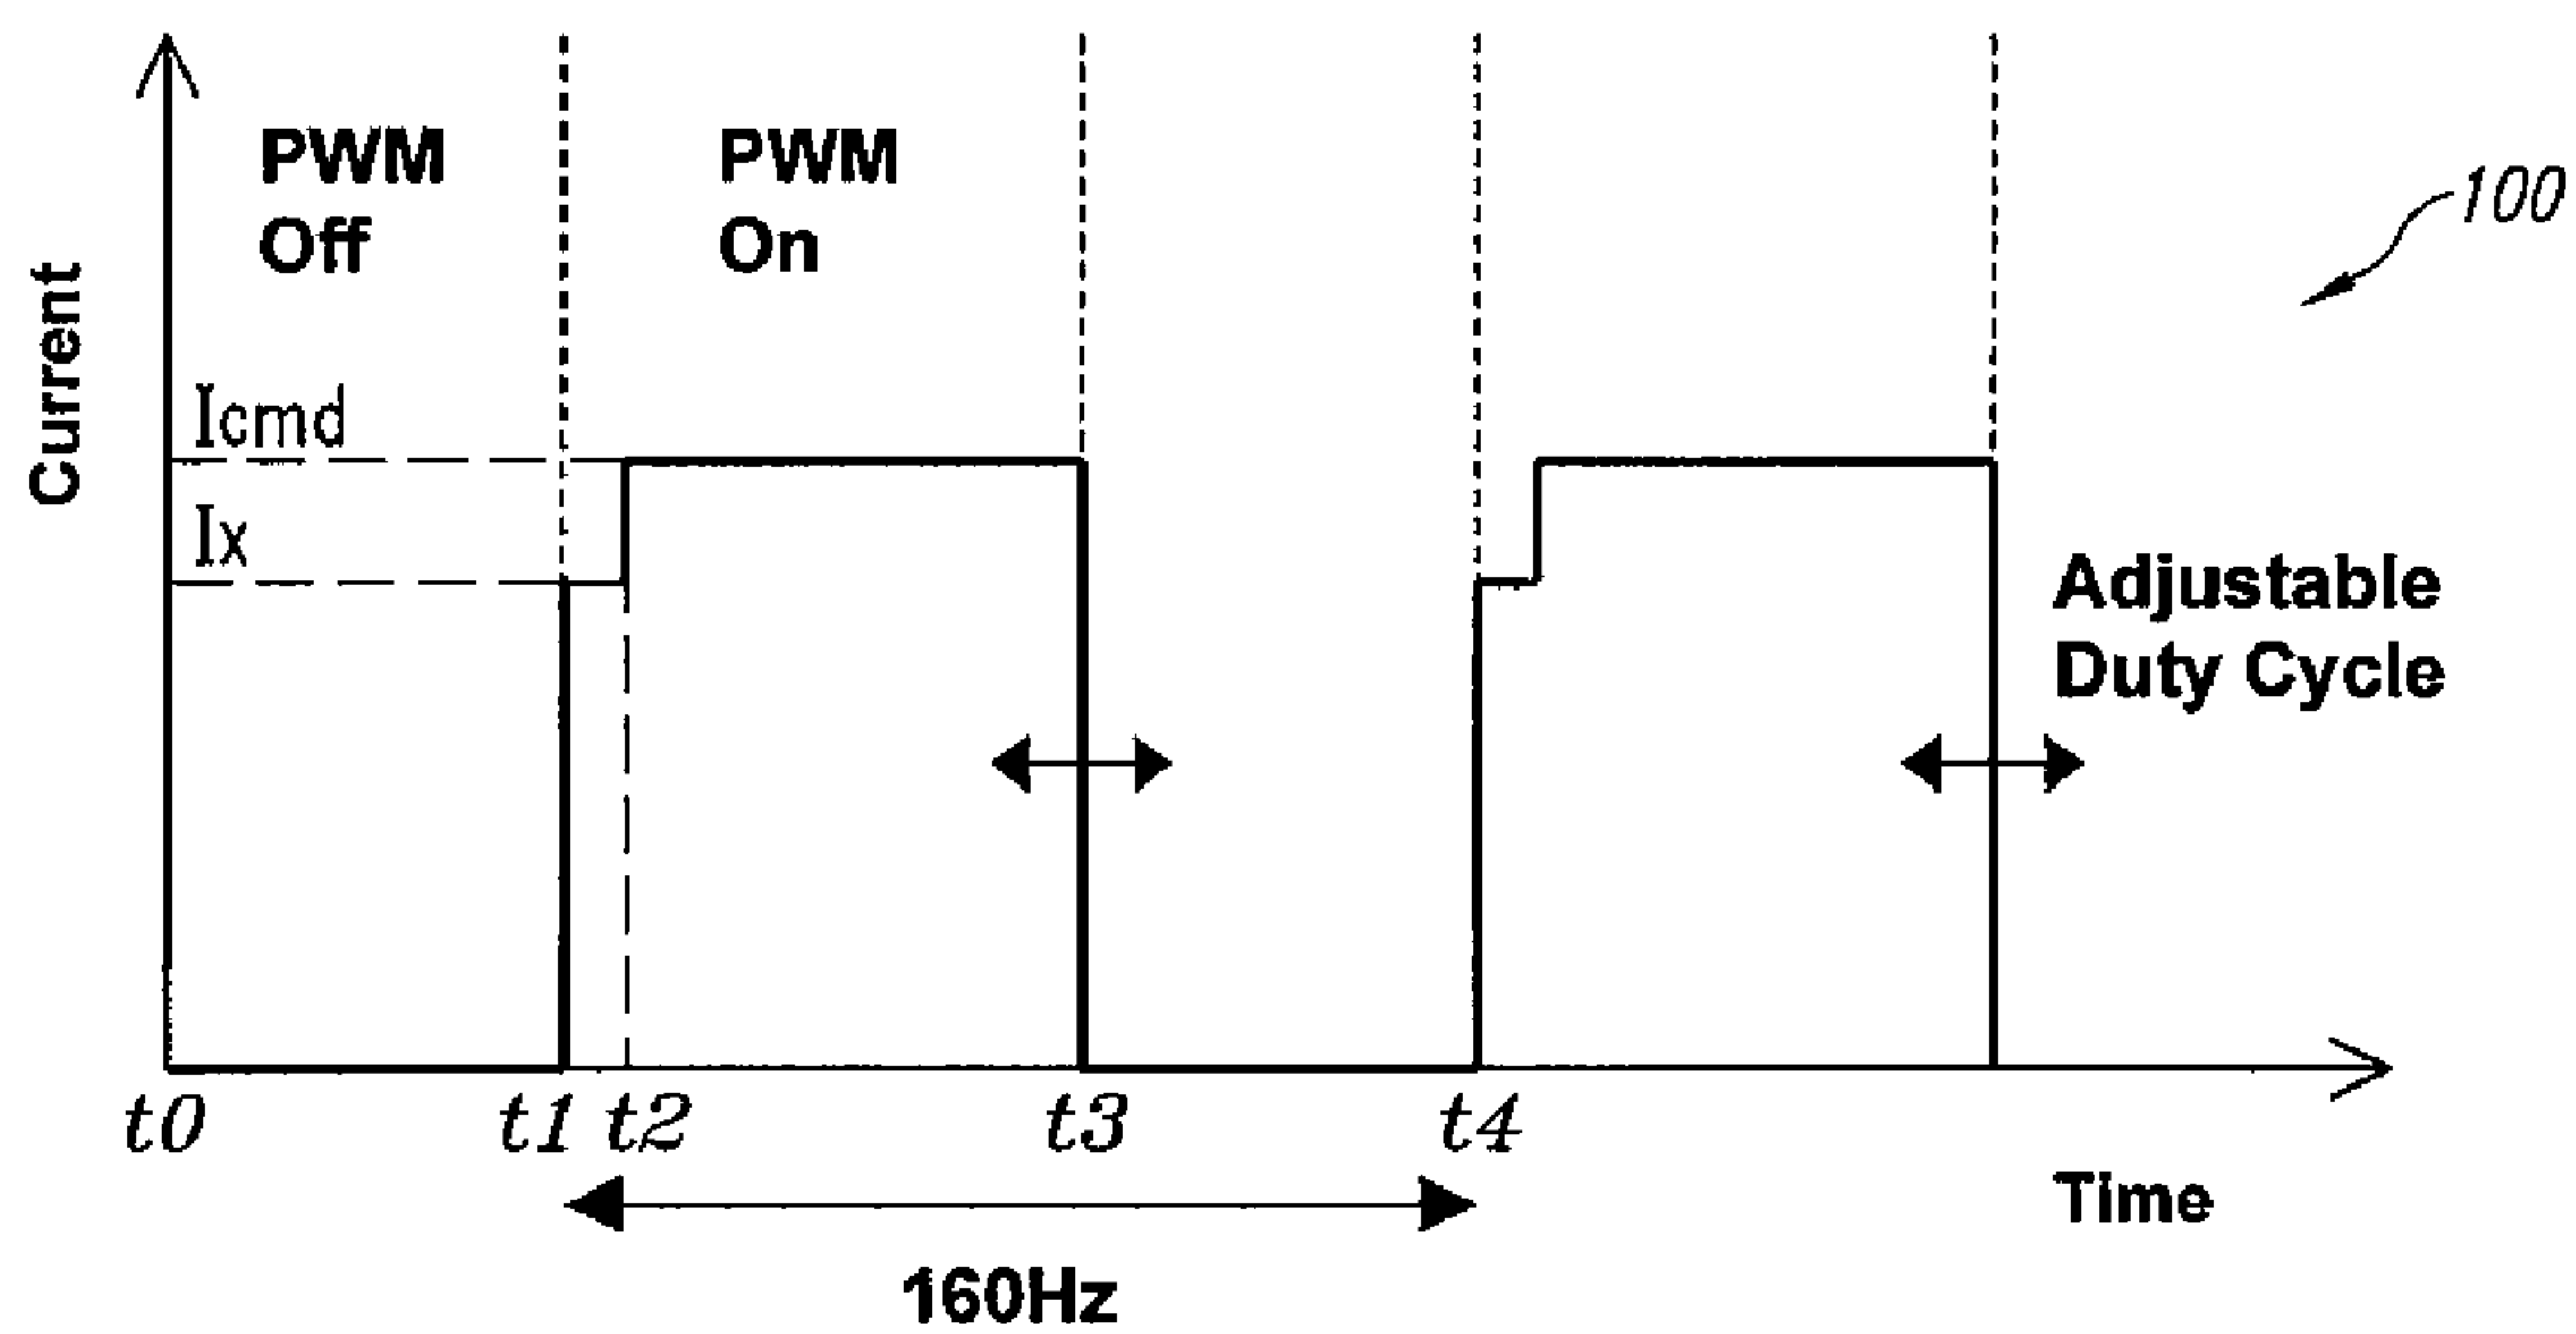 PWM
Off
PWM
On
100
Current
Icmd
Ix
Adjustable
Duty Cycle
t0 t1 t2 t3 t4
Time
160Hz